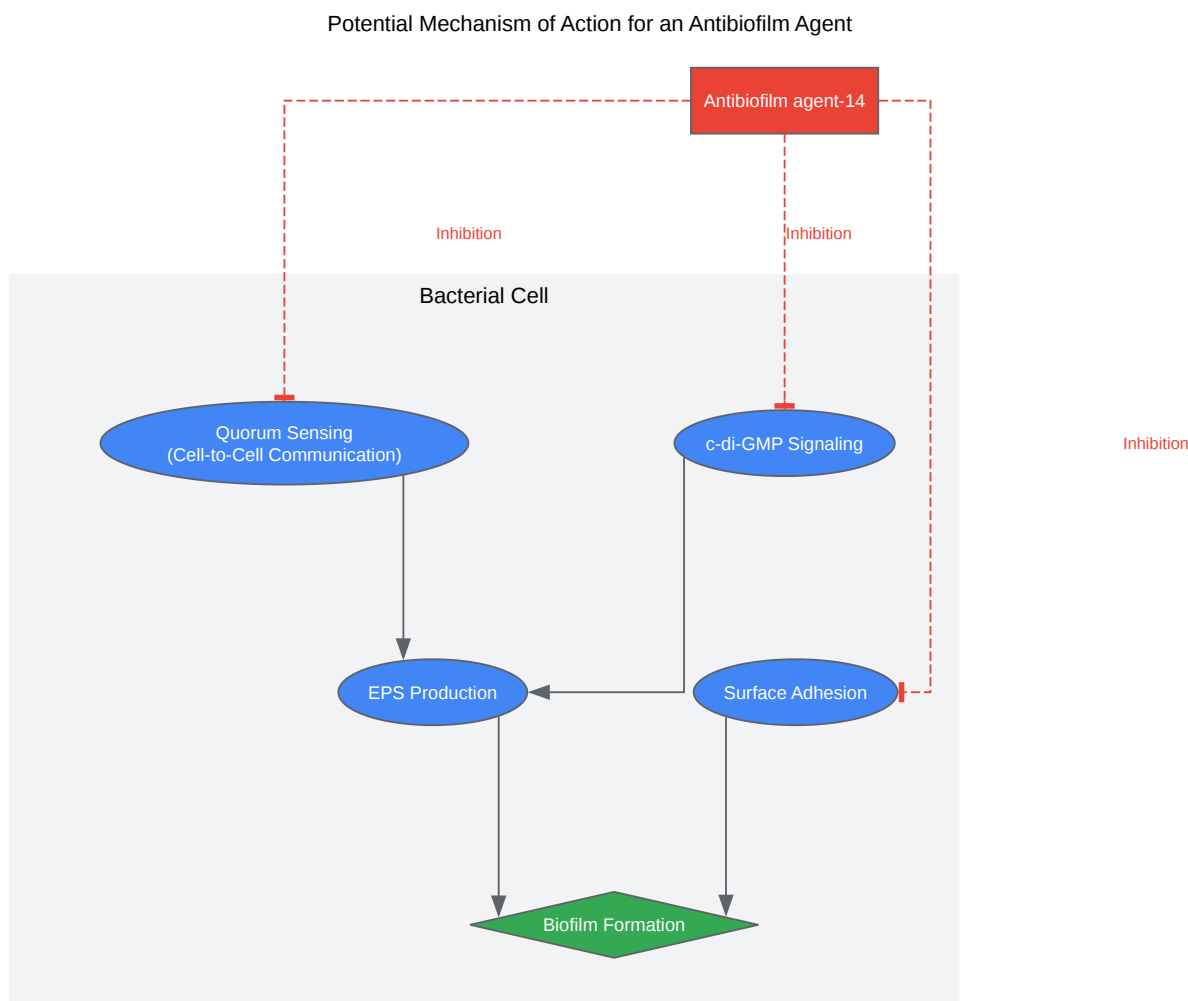 Potential Mechanism of Action for an Antibiofilm Agent
Antibiofilm agent-14
Inhibition
Inhibition
Bacterial Cell
Quorum Sensing
(Cell-to-Cell Communication)
c-di-GMP Signaling
Inhibition
EPS Production
Surface Adhesion
Biofilm Formation